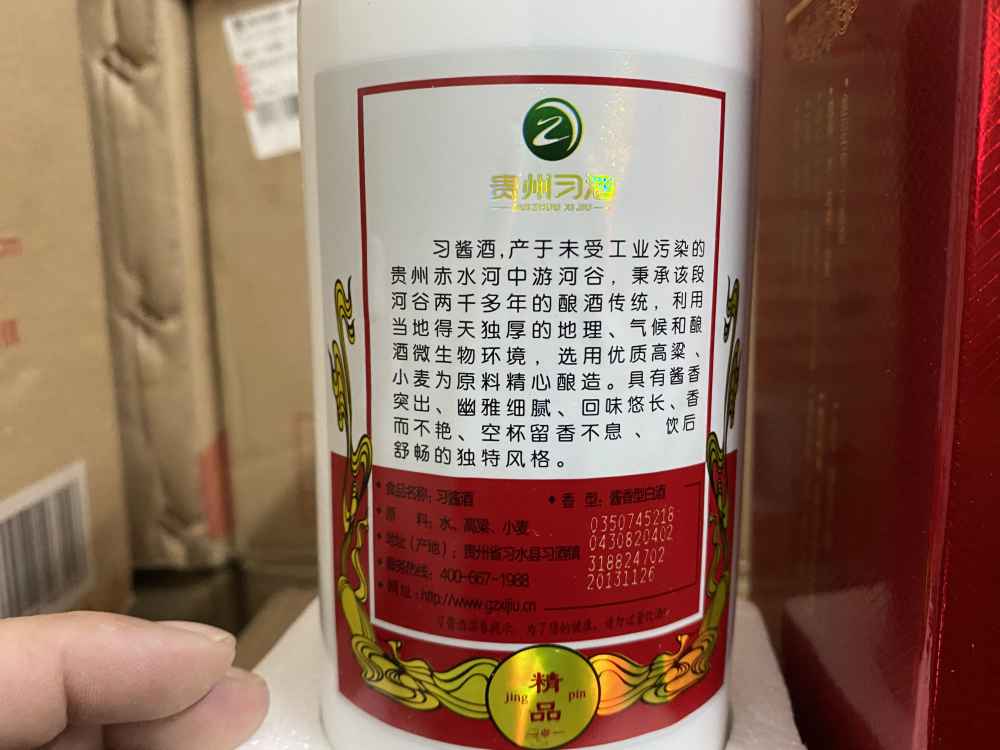 贵州习酒
GUIZHOU XI JIU
习酱酒,产于未受工业污染的
贵州赤水河中游河谷，秉承该段
河谷两千多年的酿酒传统，利用
当地得天独厚的地理、气候和酿
酒微生物环境，选用优质高粱、
小麦为原料精心酿造。具有酱香
突出、幽雅细腻、回味悠长、香
而不艳、空杯留香不息、饮后
舒畅的独特风格。
食品名称：习酱酒 香 型：酱香型白酒
原 料：水、高粱、小麦
地址（产地）：贵州省习水县习酒镇
服务热线：400-667-1988
网址：http://www.gzxijiu.cn
0350745218
0430820402
318824702
20131126
精品
jing pin